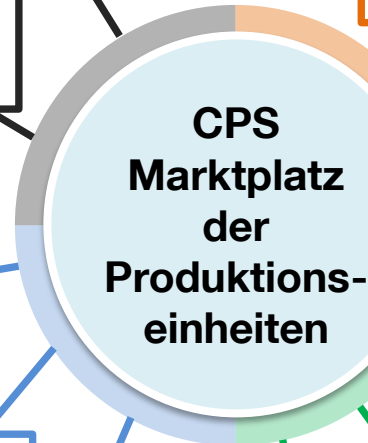 CPS
Marktplatz
der
Produktions-
einheiten